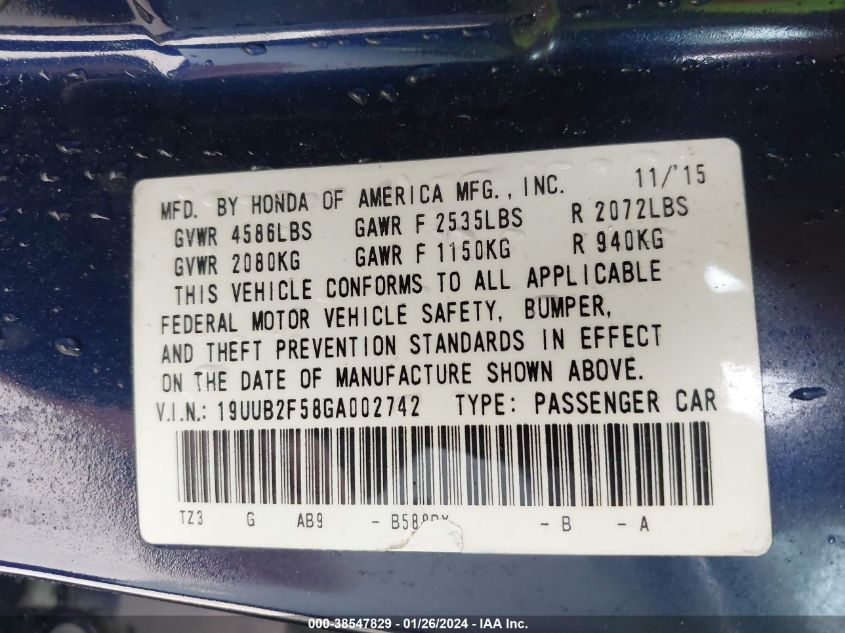 MFD. BY HONDA OF AMERICA MFG., INC. 11/'15
GVWR 4586LBS GAWR F 2535LBS R 2072LBS
GVWR 2080KG GAWR F 1150KG R 940KG
THIS VEHICLE CONFORMS TO ALL APPLICABLE
FEDERAL MOTOR VEHICLE SAFETY, BUMPER,
AND THEFT PREVENTION STANDARDS IN EFFECT
ON THE DATE OF MANUFACTURE SHOWN ABOVE.
V.I.N.: 19UUB2F58GA002742 TYPE: PASSENGER CAR
TZ3 G AB9 - - B - A
000-38547829 - 01/26/2024 - IAA Inc.